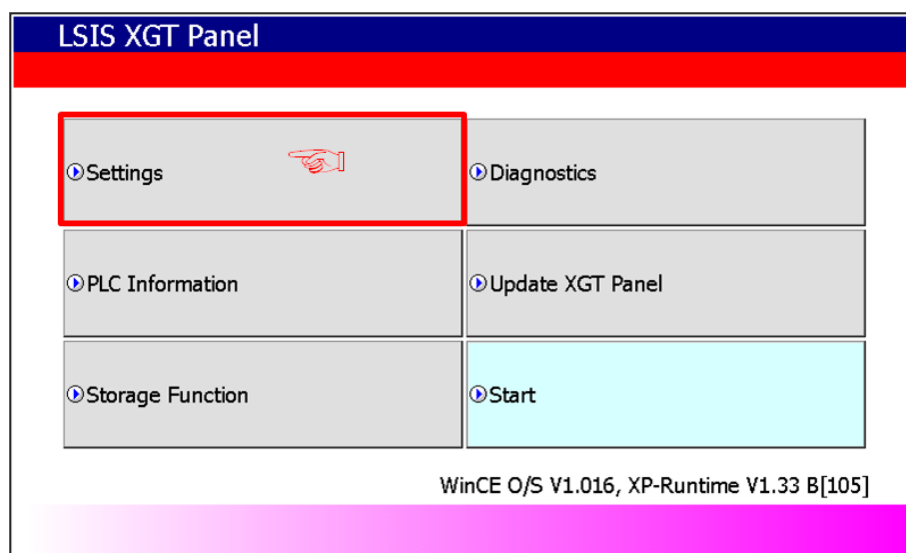 LSIS XGT Panel
Settings
Diagnostics
PLC Information
Update XGT Panel
Storage Function
Start
WinCE O/S V1.016, XP-Runtime V1.33 B[105]